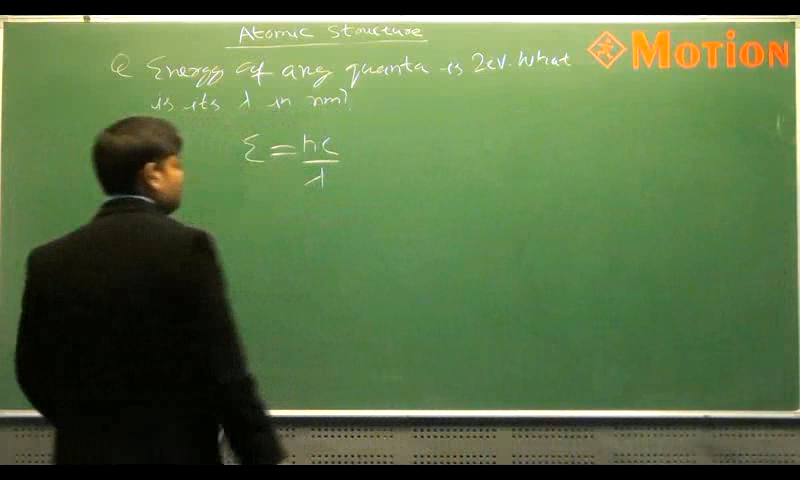 Atomic Structure
MOTION
Q Energy of any quanta is 2eV. What
is its λ in nm?
E = hc
λ